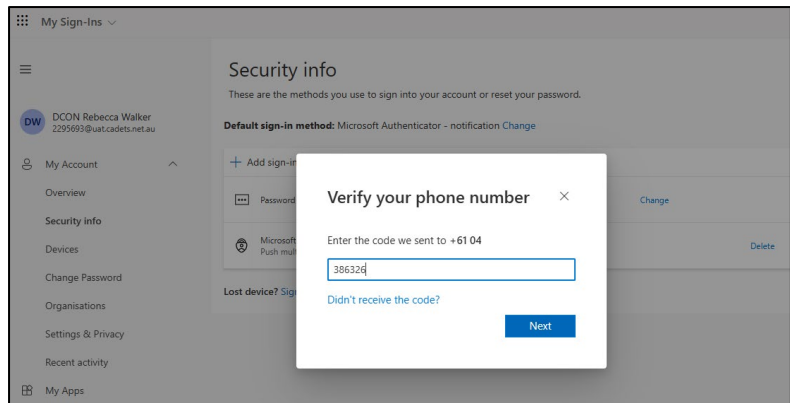 My Sign-Ins
Security info
These are the methods you use to sign into your account or reset your password.
DW
DCON Rebecca Walker
2295693@uat.cadets.net.au
Default sign-in method: Microsoft Authenticator - notification Change
My Account
Overview
Security info
Devices
Change Password
Organisations
Settings & Privacy
Recent activity
My Apps
+ Add sign-in
Password
Change
Microsoft
Push mul
Delete
Lost device? Sig
Verify your phone number
Enter the code we sent to +61 04
386326
Didn't receive the code?
Next